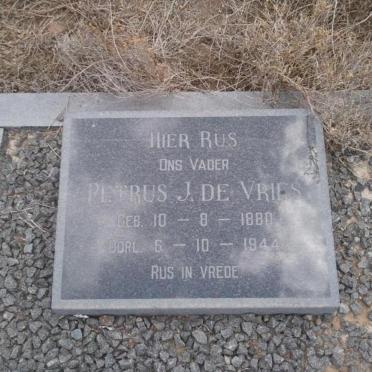 HIER RUS
ONS VADER
PETRUS J. DE VRIES
GEB. 10 - 8 - 1880
OORL. 6 - 10 - 1944
RUS IN VREDE